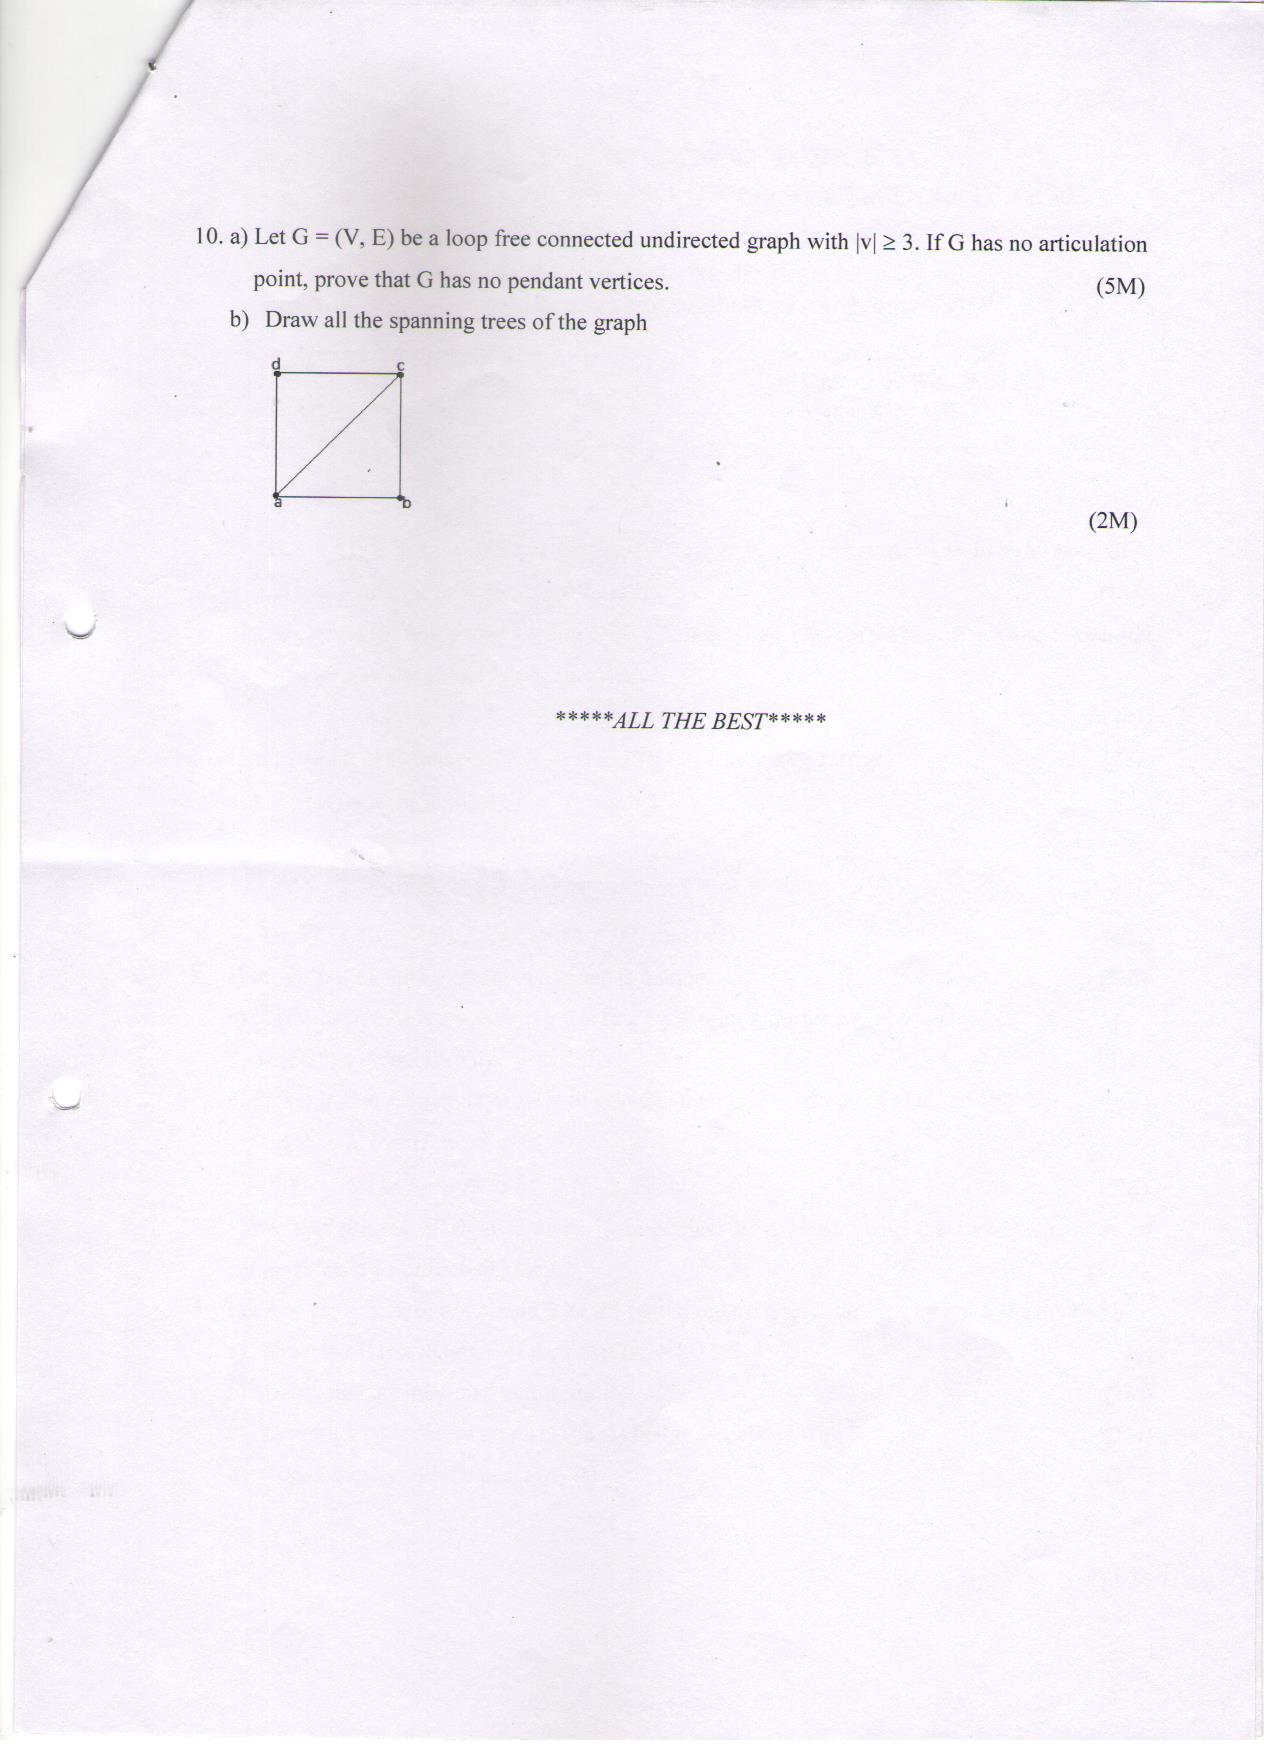 10. a) Let G = (V, E) be a loop free connected undirected graph with |v| ≥ 3. If G has no articulation
point, prove that G has no pendant vertices. (5M)
b) Draw all the spanning trees of the graph
d c
a b
(2M)
*****ALL THE BEST*****